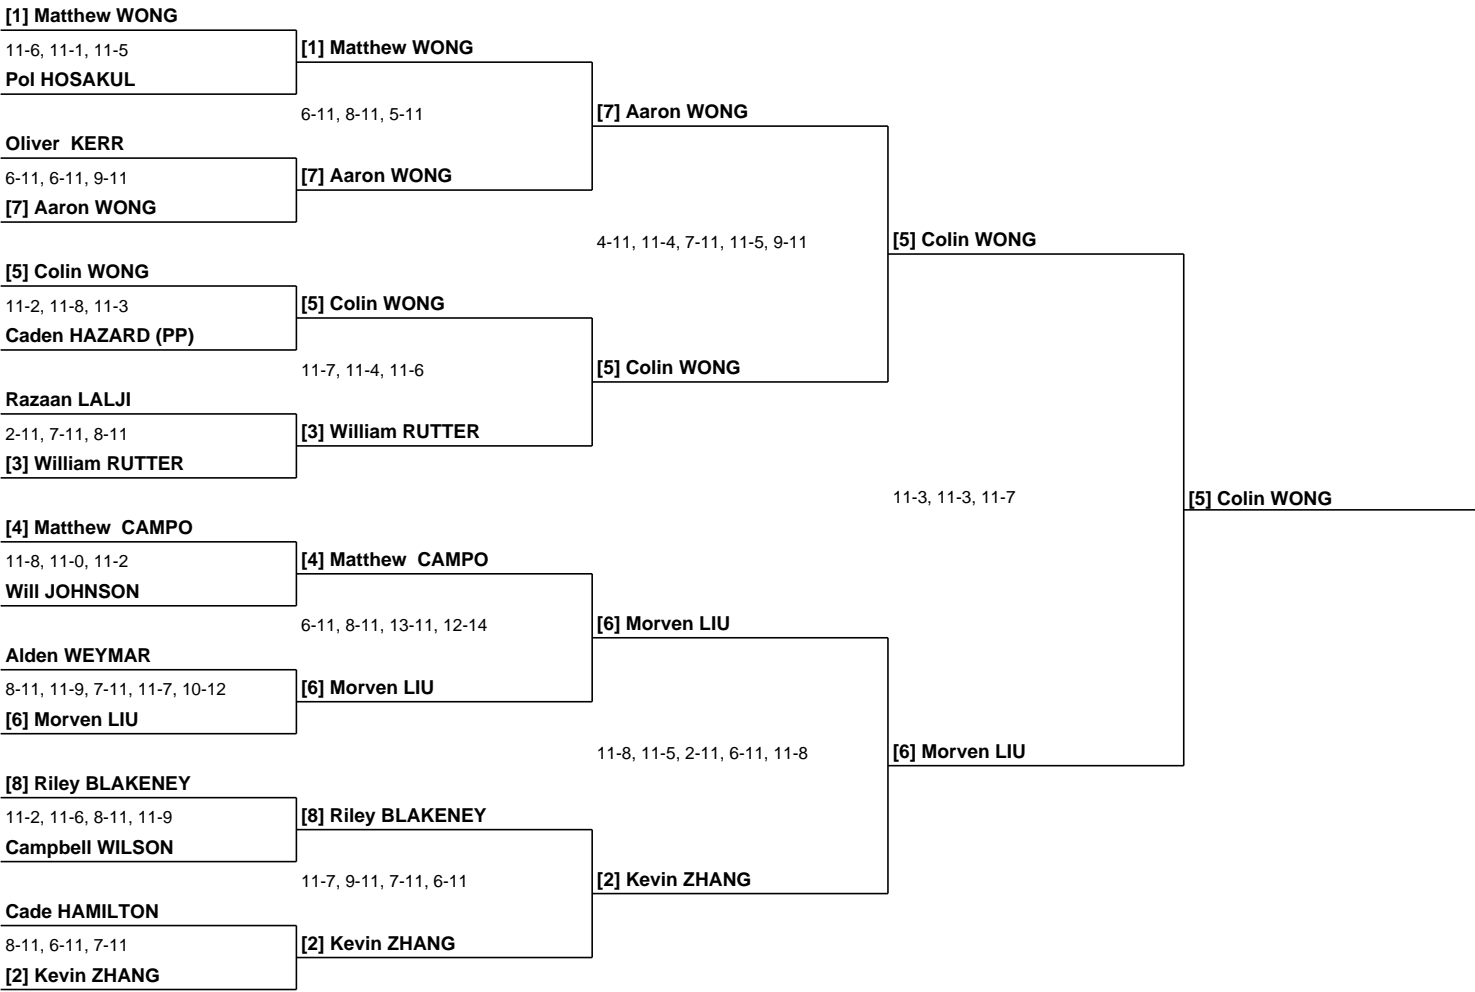 [1] Matthew WONG
11-6, 11-1, 11-5
Pol HOSAKUL
Oliver  KERR
6-11, 6-11, 9-11
[7] Aaron WONG
[5] Colin WONG
11-2, 11-8, 11-3
Caden HAZARD (PP)
Razaan LALJI
2-11, 7-11, 8-11
[3] William RUTTER
[4] Matthew  CAMPO
11-8, 11-0, 11-2
Will JOHNSON
Alden WEYMAR
8-11, 11-9, 7-11, 11-7, 10-12
[6] Morven LIU
[8] Riley BLAKENEY
11-2, 11-6, 8-11, 11-9
Campbell WILSON
Cade HAMILTON
8-11, 6-11, 7-11
[2] Kevin ZHANG
[1] Matthew WONG
6-11, 8-11, 5-11
[7] Aaron WONG
[5] Colin WONG
11-7, 11-4, 11-6
[3] William RUTTER
[4] Matthew  CAMPO
6-11, 8-11, 13-11, 12-14
[6] Morven LIU
[8] Riley BLAKENEY
11-7, 9-11, 7-11, 6-11
[2] Kevin ZHANG
[7] Aaron WONG
4-11, 11-4, 7-11, 11-5, 9-11
[5] Colin WONG
[6] Morven LIU
11-8, 11-5, 2-11, 6-11, 11-8
[2] Kevin ZHANG
[5] Colin WONG
11-3, 11-3, 11-7
[6] Morven LIU
[5] Colin WONG